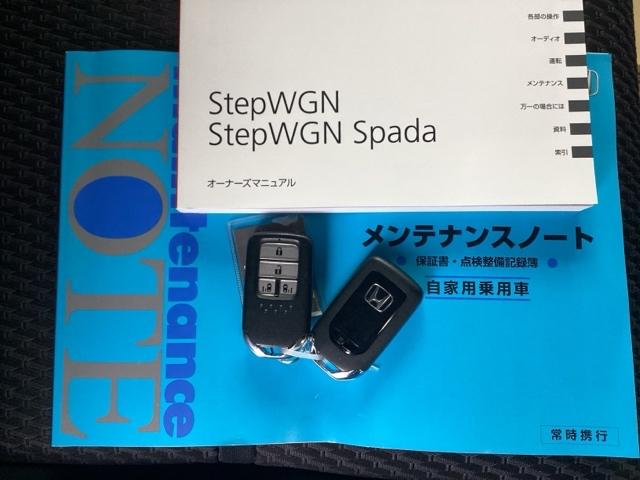 StepWGN
StepWGN Spada
オーナーズマニュアル
各部の操作
オーディオ
運転
メンテナンス
万一の場合には
資料
索引
Maintenance
NOTE
メンテナンスノート
保証書・点検整備記録簿
自家用乗用車
常時携行